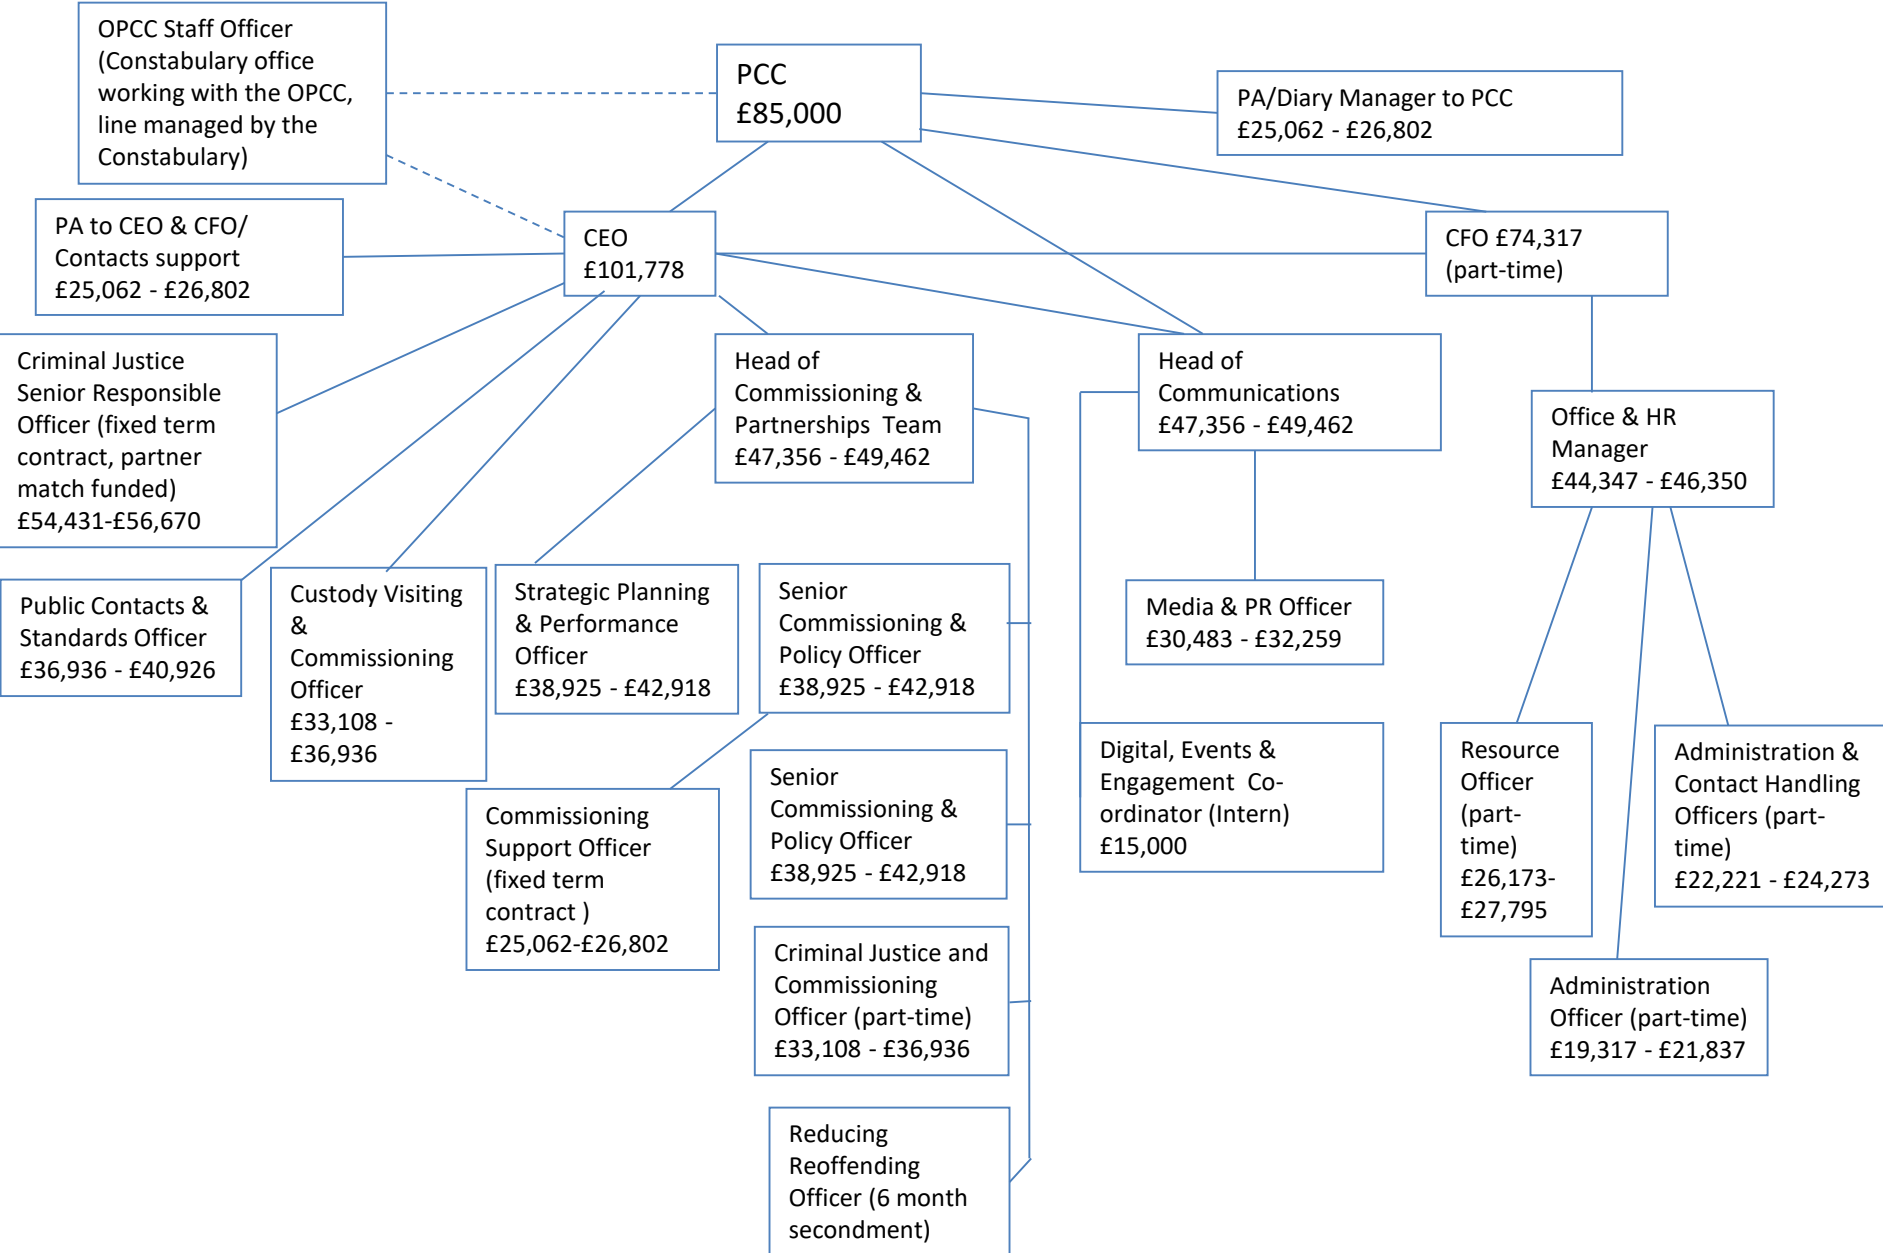 OPCC Staff Officer
(Constabulary office
working with the OPCC,
line managed by the
Constabulary)
PCC
£85,000
PA/Diary Manager to PCC
£25,062 - £26,802
PA to CEO & CFO/
Contacts support
£25,062 - £26,802
CEO
£101,778
CFO £74,317
(part-time)
Criminal Justice
Senior Responsible
Officer (fixed term
contract, partner
match funded)
£54,431-£56,670
Head of
Commissioning &
Partnerships  Team
£47,356 - £49,462
Head of
Communications
£47,356 - £49,462
Office & HR
Manager
£44,347 - £46,350
Public Contacts &
Standards Officer
£36,936 - £40,926
Custody Visiting
&
Commissioning
Officer
£33,108 -
£36,936
Strategic Planning
& Performance
Officer
£38,925 - £42,918
Senior
Commissioning &
Policy Officer
£38,925 - £42,918
Media & PR Officer
£30,483 - £32,259
Commissioning
Support Officer
(fixed term
contract )
£25,062-£26,802
Senior
Commissioning &
Policy Officer
£38,925 - £42,918
Digital, Events &
Engagement  Co-
ordinator (Intern)
£15,000
Resource
Officer
(part-
time)
£26,173-
£27,795
Administration &
Contact Handling
Officers (part-
time)
£22,221 - £24,273
Criminal Justice and
Commissioning
Officer (part-time)
£33,108 - £36,936
Administration
Officer (part-time)
£19,317 - £21,837
Reducing
Reoffending
Officer (6 month
secondment)